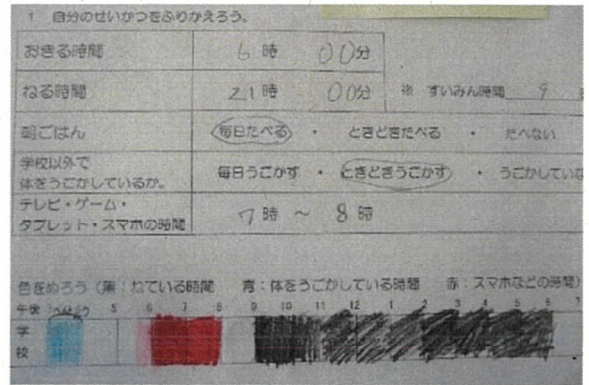 1 自分のせいかつをふりかえろう。
おきる時間 6時 00分
ねる時間 21時 00分 ※ すいみん時間 9
朝ごはん 毎日たべる ・ ときどきたべる ・ たべない
学校以外で
体をうごかしているか。 毎日うごかす ・ ときどきうごかす ・ うごかしていな
テレビ・ゲーム・
タブレット・スマホの時間 7時 ~ 8時
色をぬろう(黒:ねている時間 青:体をうごかしている時間 赤:スマホなどの時間)
午後 5 6 7 8 9 10 11 12 1 2 3 4 5 6 7
学
校